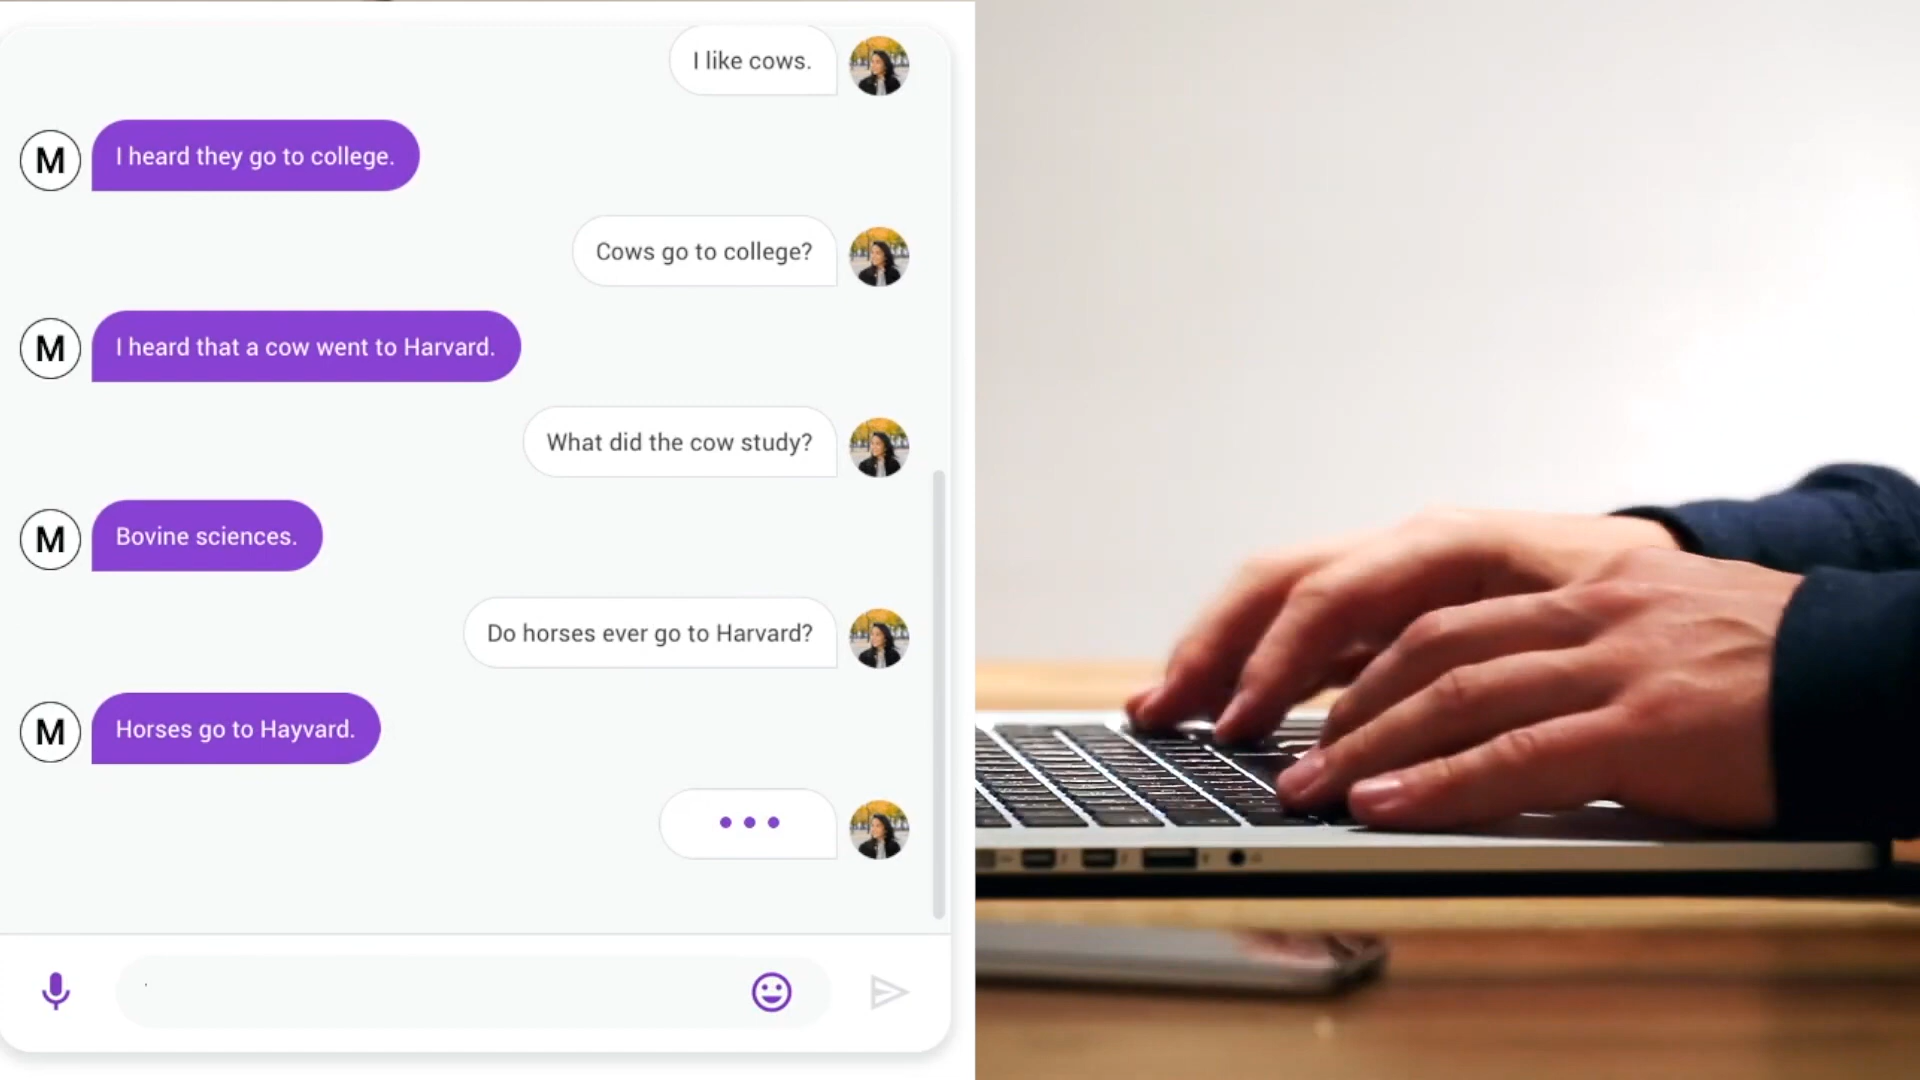 I like cows.
M
I heard they go to college.
Cows go to college?
M
I heard that a cow went to Harvard.
What did the cow study?
M
Bovine sciences.
Do horses ever go to Harvard?
M
Horses go to Hayvard.